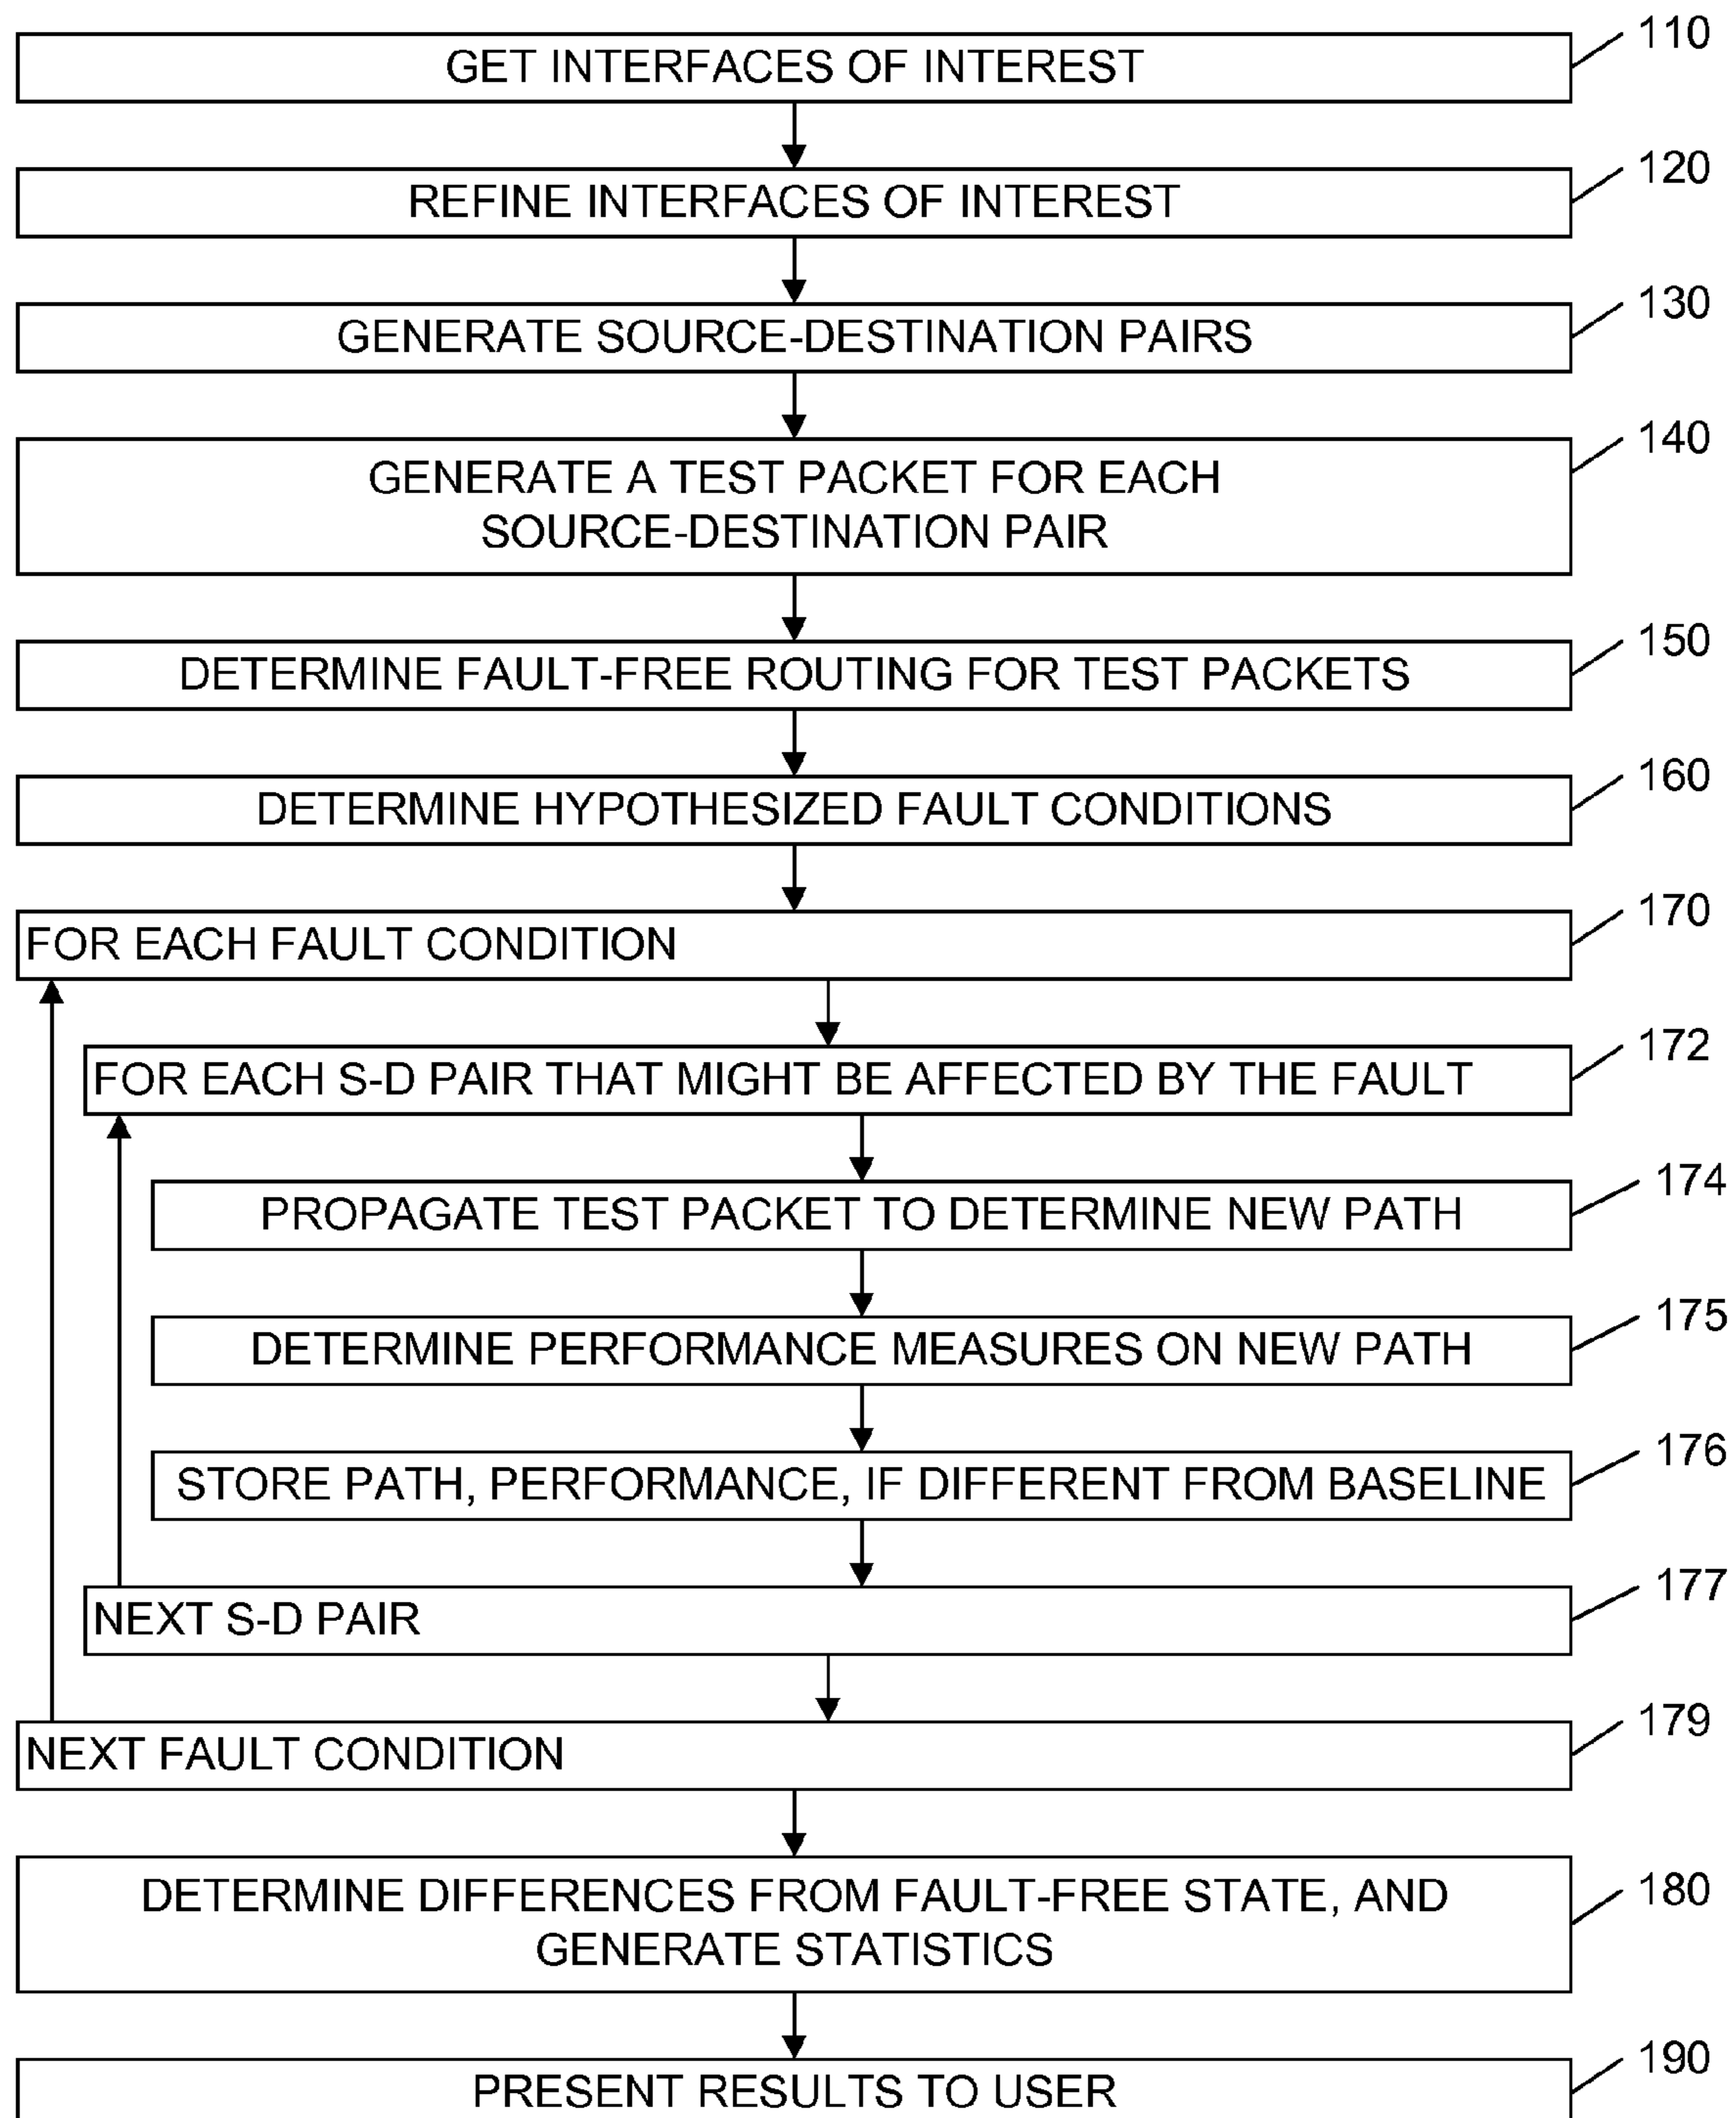 110
GET INTERFACES OF INTEREST
120
REFINE INTERFACES OF INTEREST
130
GENERATE SOURCE-DESTINATION PAIRS
140
GENERATE A TEST PACKET FOR EACH
SOURCE-DESTINATION PAIR
150
DETERMINE FAULT-FREE ROUTING FOR TEST PACKETS
160
DETERMINE HYPOTHESIZED FAULT CONDITIONS
170
FOR EACH FAULT CONDITION
172
FOR EACH S-D PAIR THAT MIGHT BE AFFECTED BY THE FAULT
174
PROPAGATE TEST PACKET TO DETERMINE NEW PATH
175
DETERMINE PERFORMANCE MEASURES ON NEW PATH
176
STORE PATH, PERFORMANCE, IF DIFFERENT FROM BASELINE
177
NEXT S-D PAIR
179
NEXT FAULT CONDITION
180
DETERMINE DIFFERENCES FROM FAULT-FREE STATE, AND
GENERATE STATISTICS
190
PRESENT RESULTS TO USER